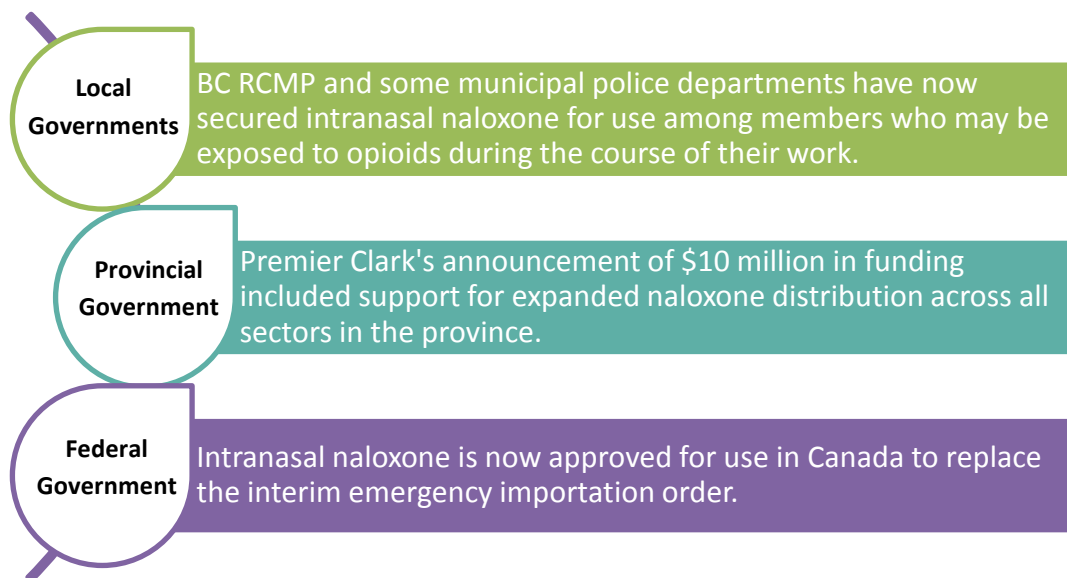 Local
Governments
BC RCMP and some municipal police departments have now
secured intranasal naloxone for use among members who may be
exposed to opioids during the course of their work.
Provincial
Government
Premier Clark's announcement of $10 million in funding
included support for expanded naloxone distribution across all
sectors in the province.
Federal
Government
Intranasal naloxone is now approved for use in Canada to replace
the interim emergency importation order.